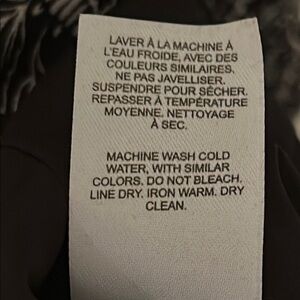 LAVER À LA MACHINE À
L'EAU FROIDE, AVEC DES
COULEURS SIMILAIRES.
NE PAS JAVELLISER.
SUSPENDRE POUR SÉCHER.
REPASSER À TEMPÉRATURE
MOYENNE. NETTOYAGE
À SEC.
MACHINE WASH COLD
WATER, WITH SIMILAR
COLORS. DO NOT BLEACH.
LINE DRY. IRON WARM. DRY
CLEAN.